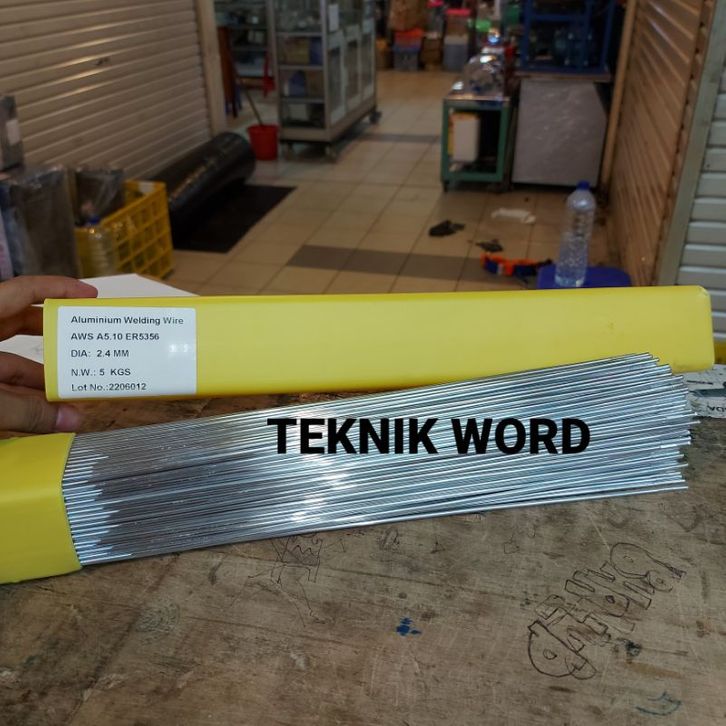 Aluminium Welding Wire
AWS A5.10 ER5356
DIA: 2.4 MM
N.W.: 5 KGS
Lot No.:2206012
TEKNIK WORD